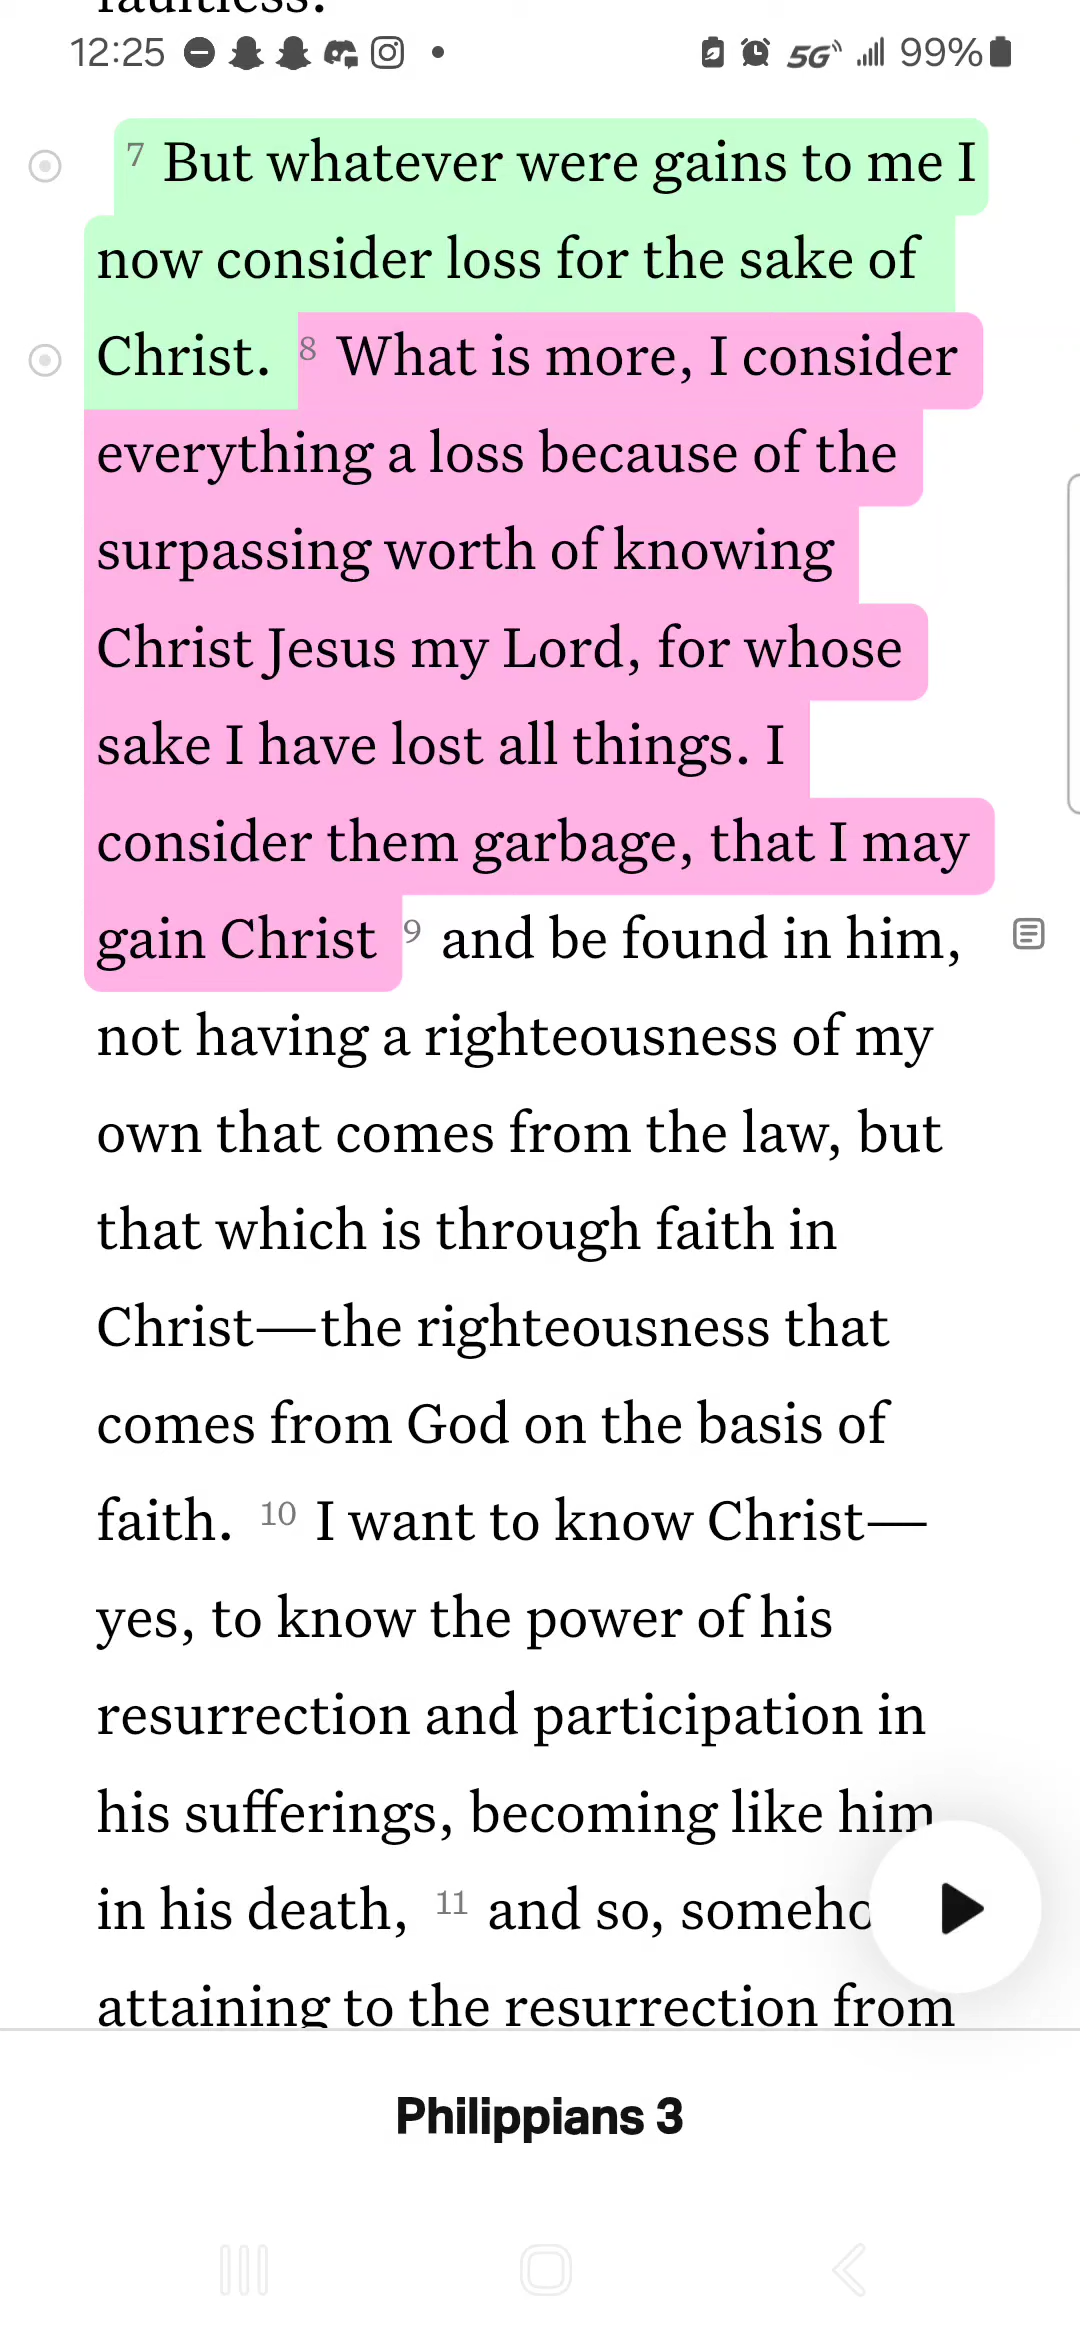 faultless.
12:25 5G 99%
7 But whatever were gains to me I
now consider loss for the sake of
Christ. 8 What is more, I consider
everything a loss because of the
surpassing worth of knowing
Christ Jesus my Lord, for whose
sake I have lost all things. I
consider them garbage, that I may
gain Christ 9 and be found in him,
not having a righteousness of my
own that comes from the law, but
that which is through faith in
Christ—the righteousness that
comes from God on the basis of
faith. 10 I want to know Christ—
yes, to know the power of his
resurrection and participation in
his sufferings, becoming like him
in his death, 11 and so, someho
attaining to the resurrection from
Philippians 3